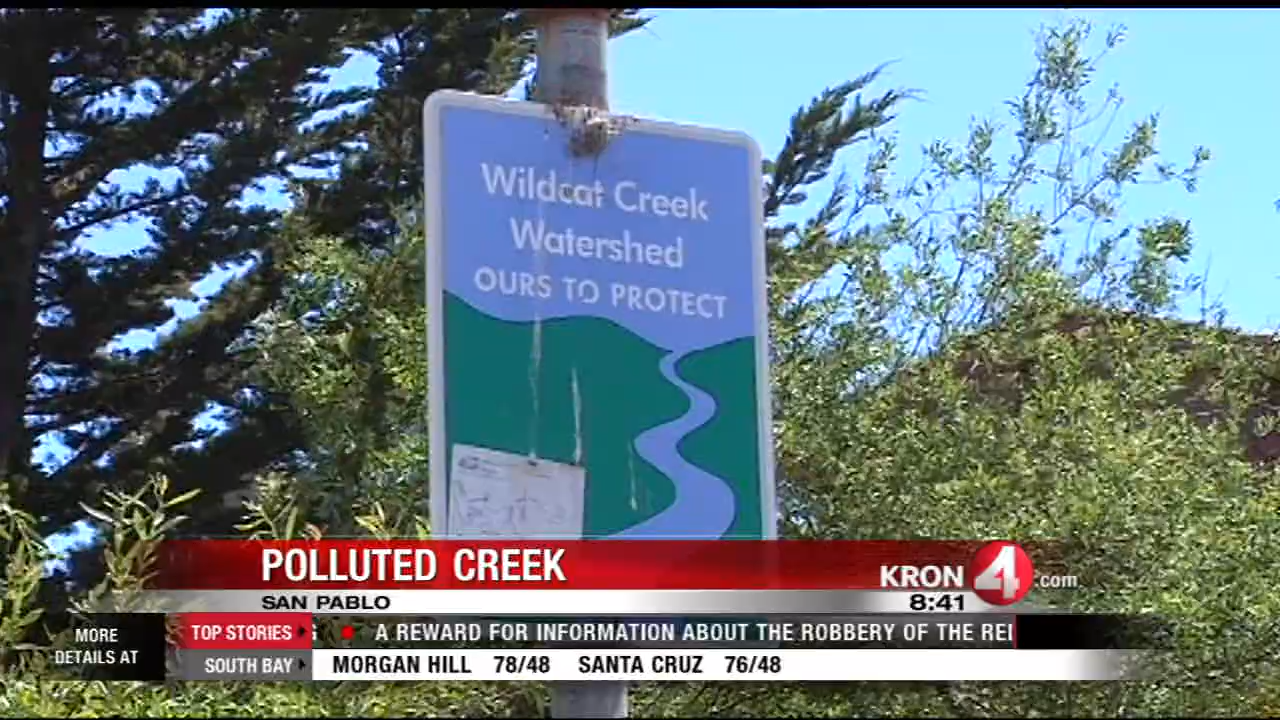 Wildcat Creek
Watershed
OURS TO PROTECT
POLLUTED CREEK
KRON 4.com
SAN PABLO
8:41
MORE
DETAILS AT
TOP STORIES
A REWARD FOR INFORMATION ABOUT THE ROBBERY OF THE
SOUTH BAY
MORGAN HILL 78/48 SANTA CRUZ 76/48